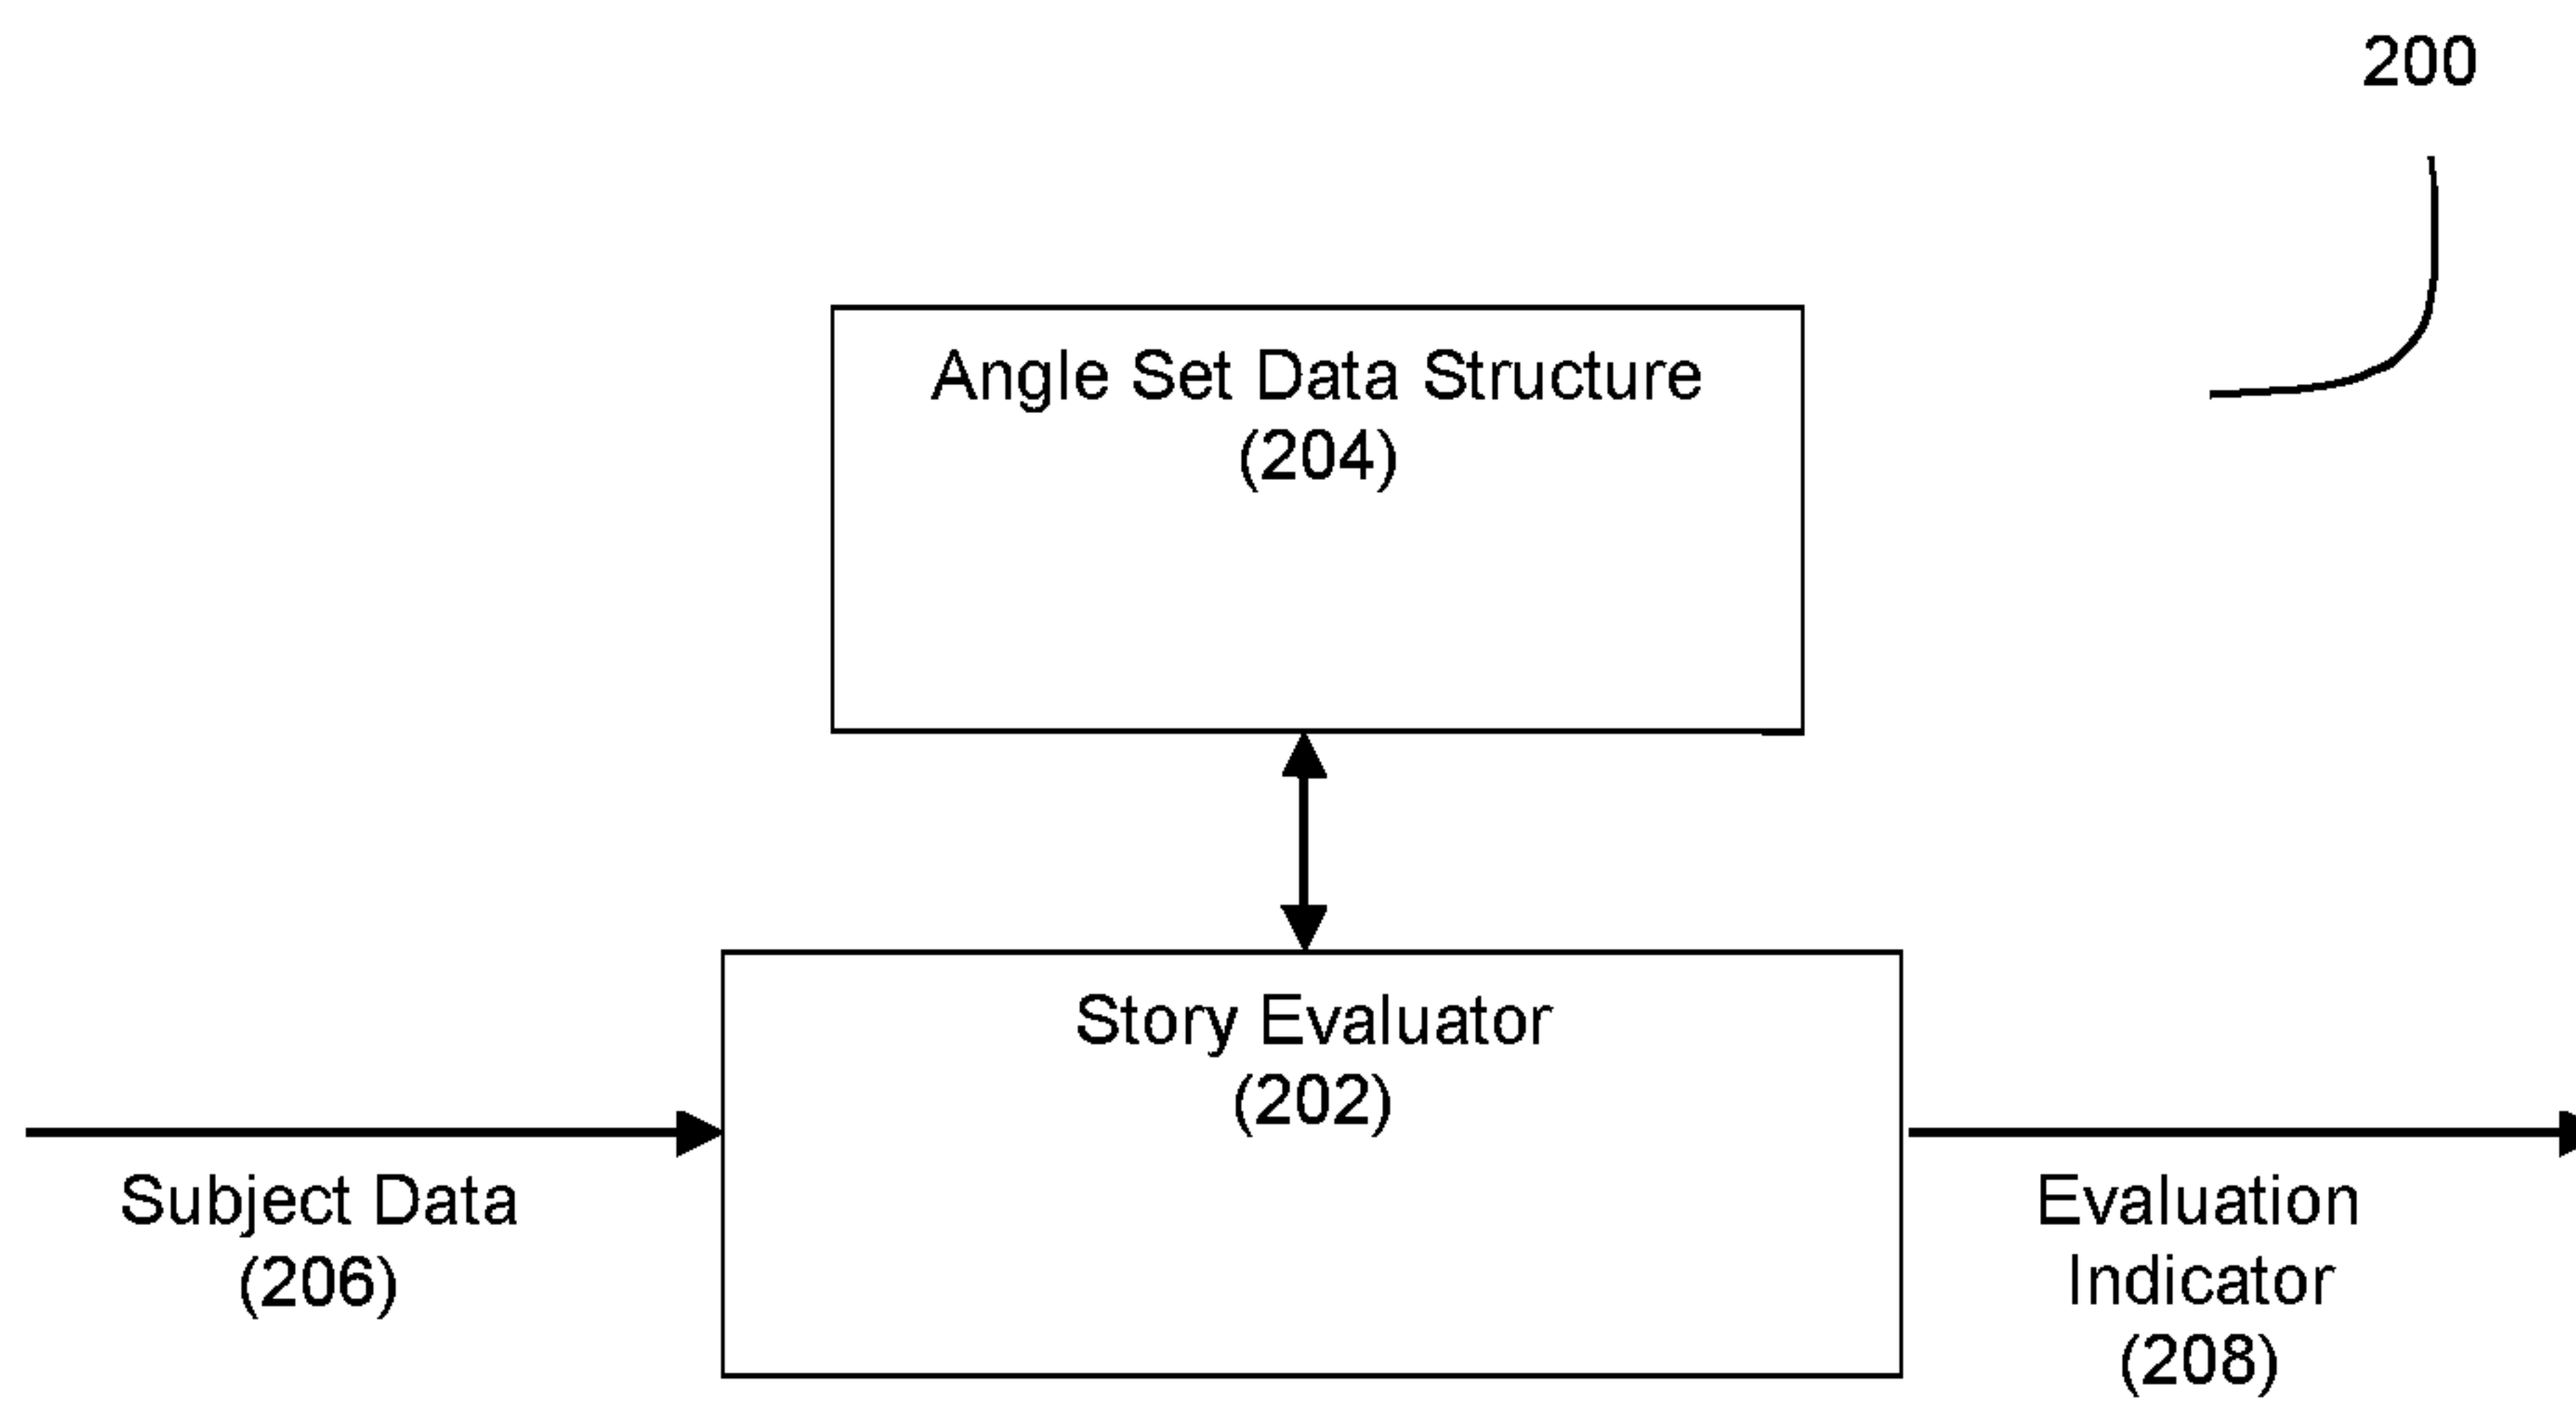 200
Angle Set Data Structure
(204)
Story Evaluator
(202)
Subject Data
(206)
Evaluation
Indicator
(208)